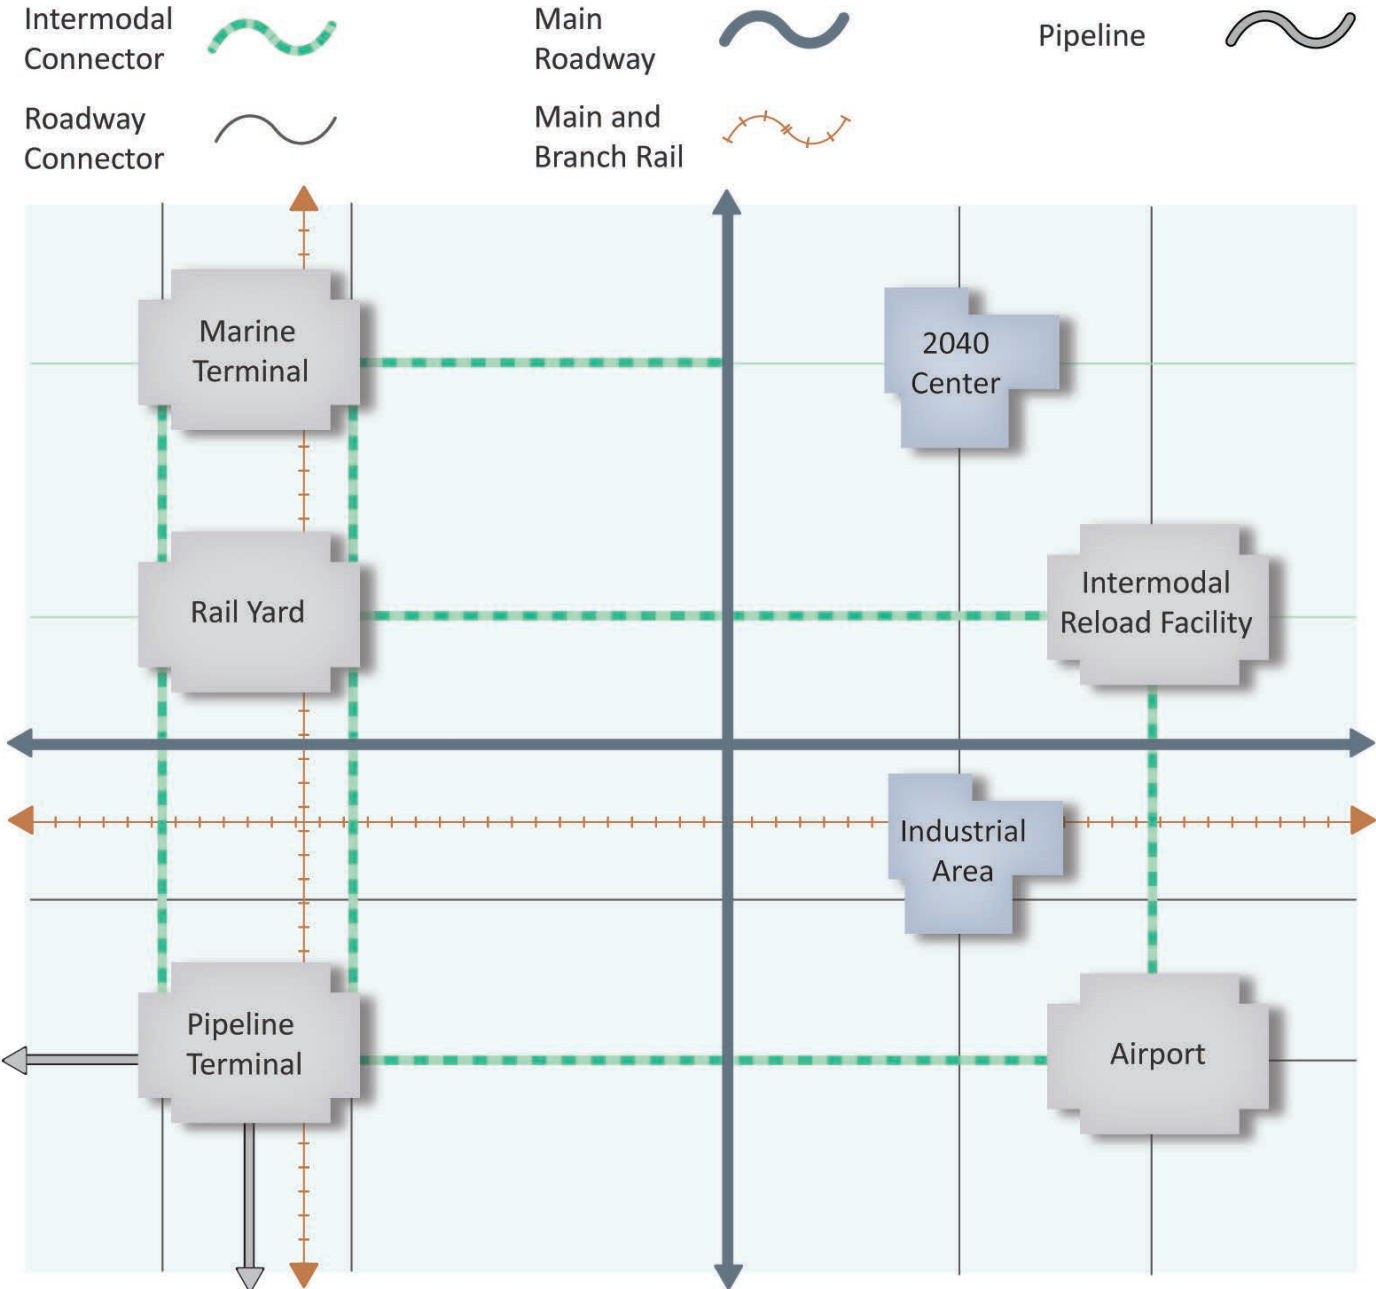 Intermodal
Connector
Main
Roadway
Pipeline
Roadway
Connector
Main and
Branch Rail
Marine
Terminal
2040
Center
Rail Yard
Intermodal
Reload Facility
Industrial
Area
Pipeline
Terminal
Airport